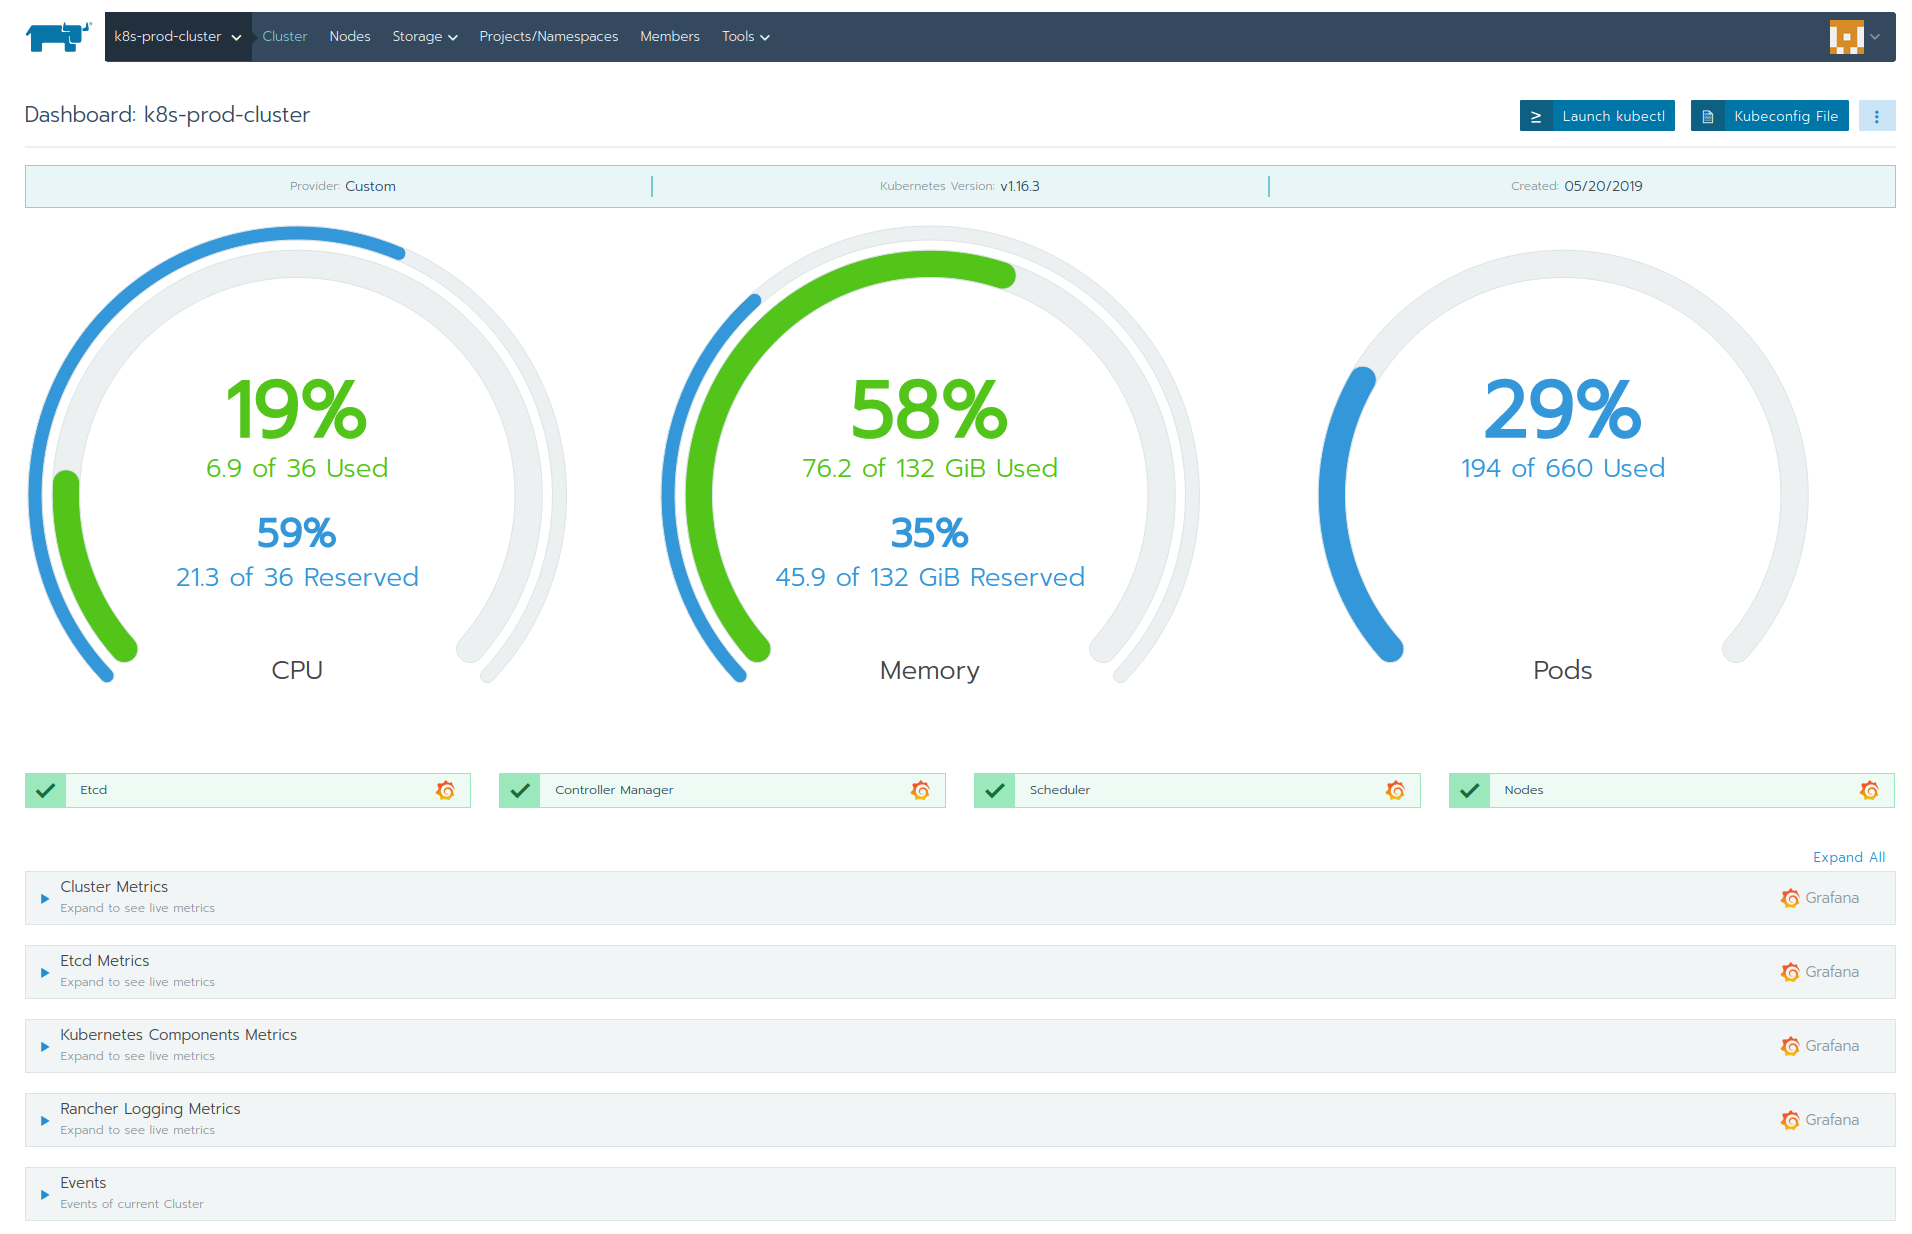 k8s-prod-cluster Cluster Nodes Storage Projects/Namespaces Members Tools
Dashboard: k8s-prod-cluster
Launch kubectl Kubeconfig File
Provider: Custom Kubernetes Version: v1.16.3 Created: 05/20/2019
19% 58% 29%
6.9 of 36 Used 76.2 of 132 GiB Used 194 of 660 Used
59% 35%
21.3 of 36 Reserved 45.9 of 132 GiB Reserved
CPU Memory Pods
Etcd Controller Manager Scheduler Nodes
Expand All
Cluster Metrics
Expand to see live metrics
Grafana
Etcd Metrics
Expand to see live metrics
Grafana
Kubernetes Components Metrics
Expand to see live metrics
Grafana
Rancher Logging Metrics
Expand to see live metrics
Grafana
Events
Events of current Cluster